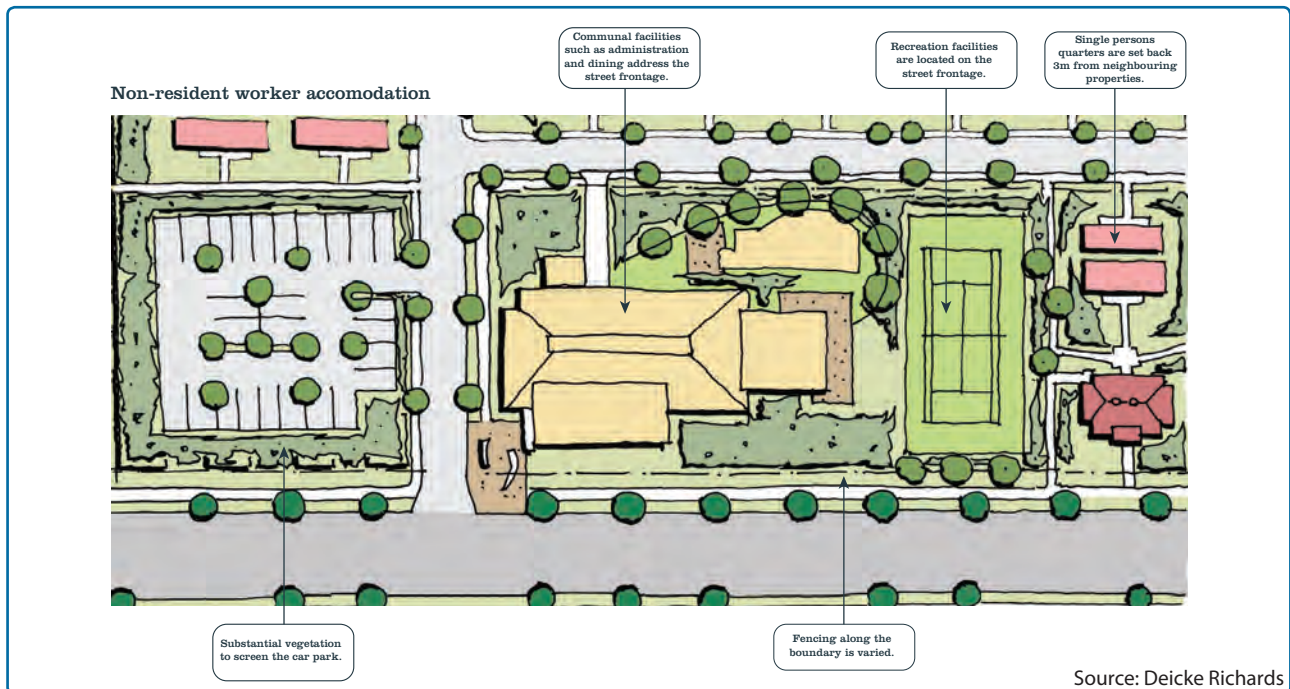 Communal facilities
such as administration
and dining address the
street frontage.
Recreation facilities
are located on the
street frontage.
Single persons
quarters are set back
3m from neighbouring
properties.
Non-resident worker accomodation
Substantial vegetation
to screen the car park.
Fencing along the
boundary is varied.
Source: Deicke Richards